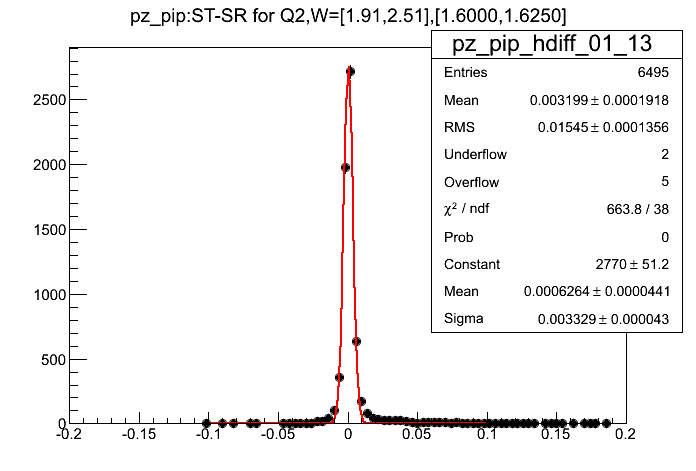 pz_pip:ST-SR for Q2,W=[1.91,2.51],[1.6000,1.6250]
pz_pip_hdiff_01_13
Entries 6495
Mean 0.003199 ± 0.0001918
RMS 0.01545 ± 0.0001356
Underflow 2
Overflow 5
χ² / ndf 663.8 / 38
Prob 0
Constant 2770 ± 51.2
Mean 0.0006264 ± 0.0000441
Sigma 0.003329 ± 0.000043
2500
2000
1500
1000
500
0
-0.2 -0.15 -0.1 -0.05 0 0.05 0.1 0.15 0.2